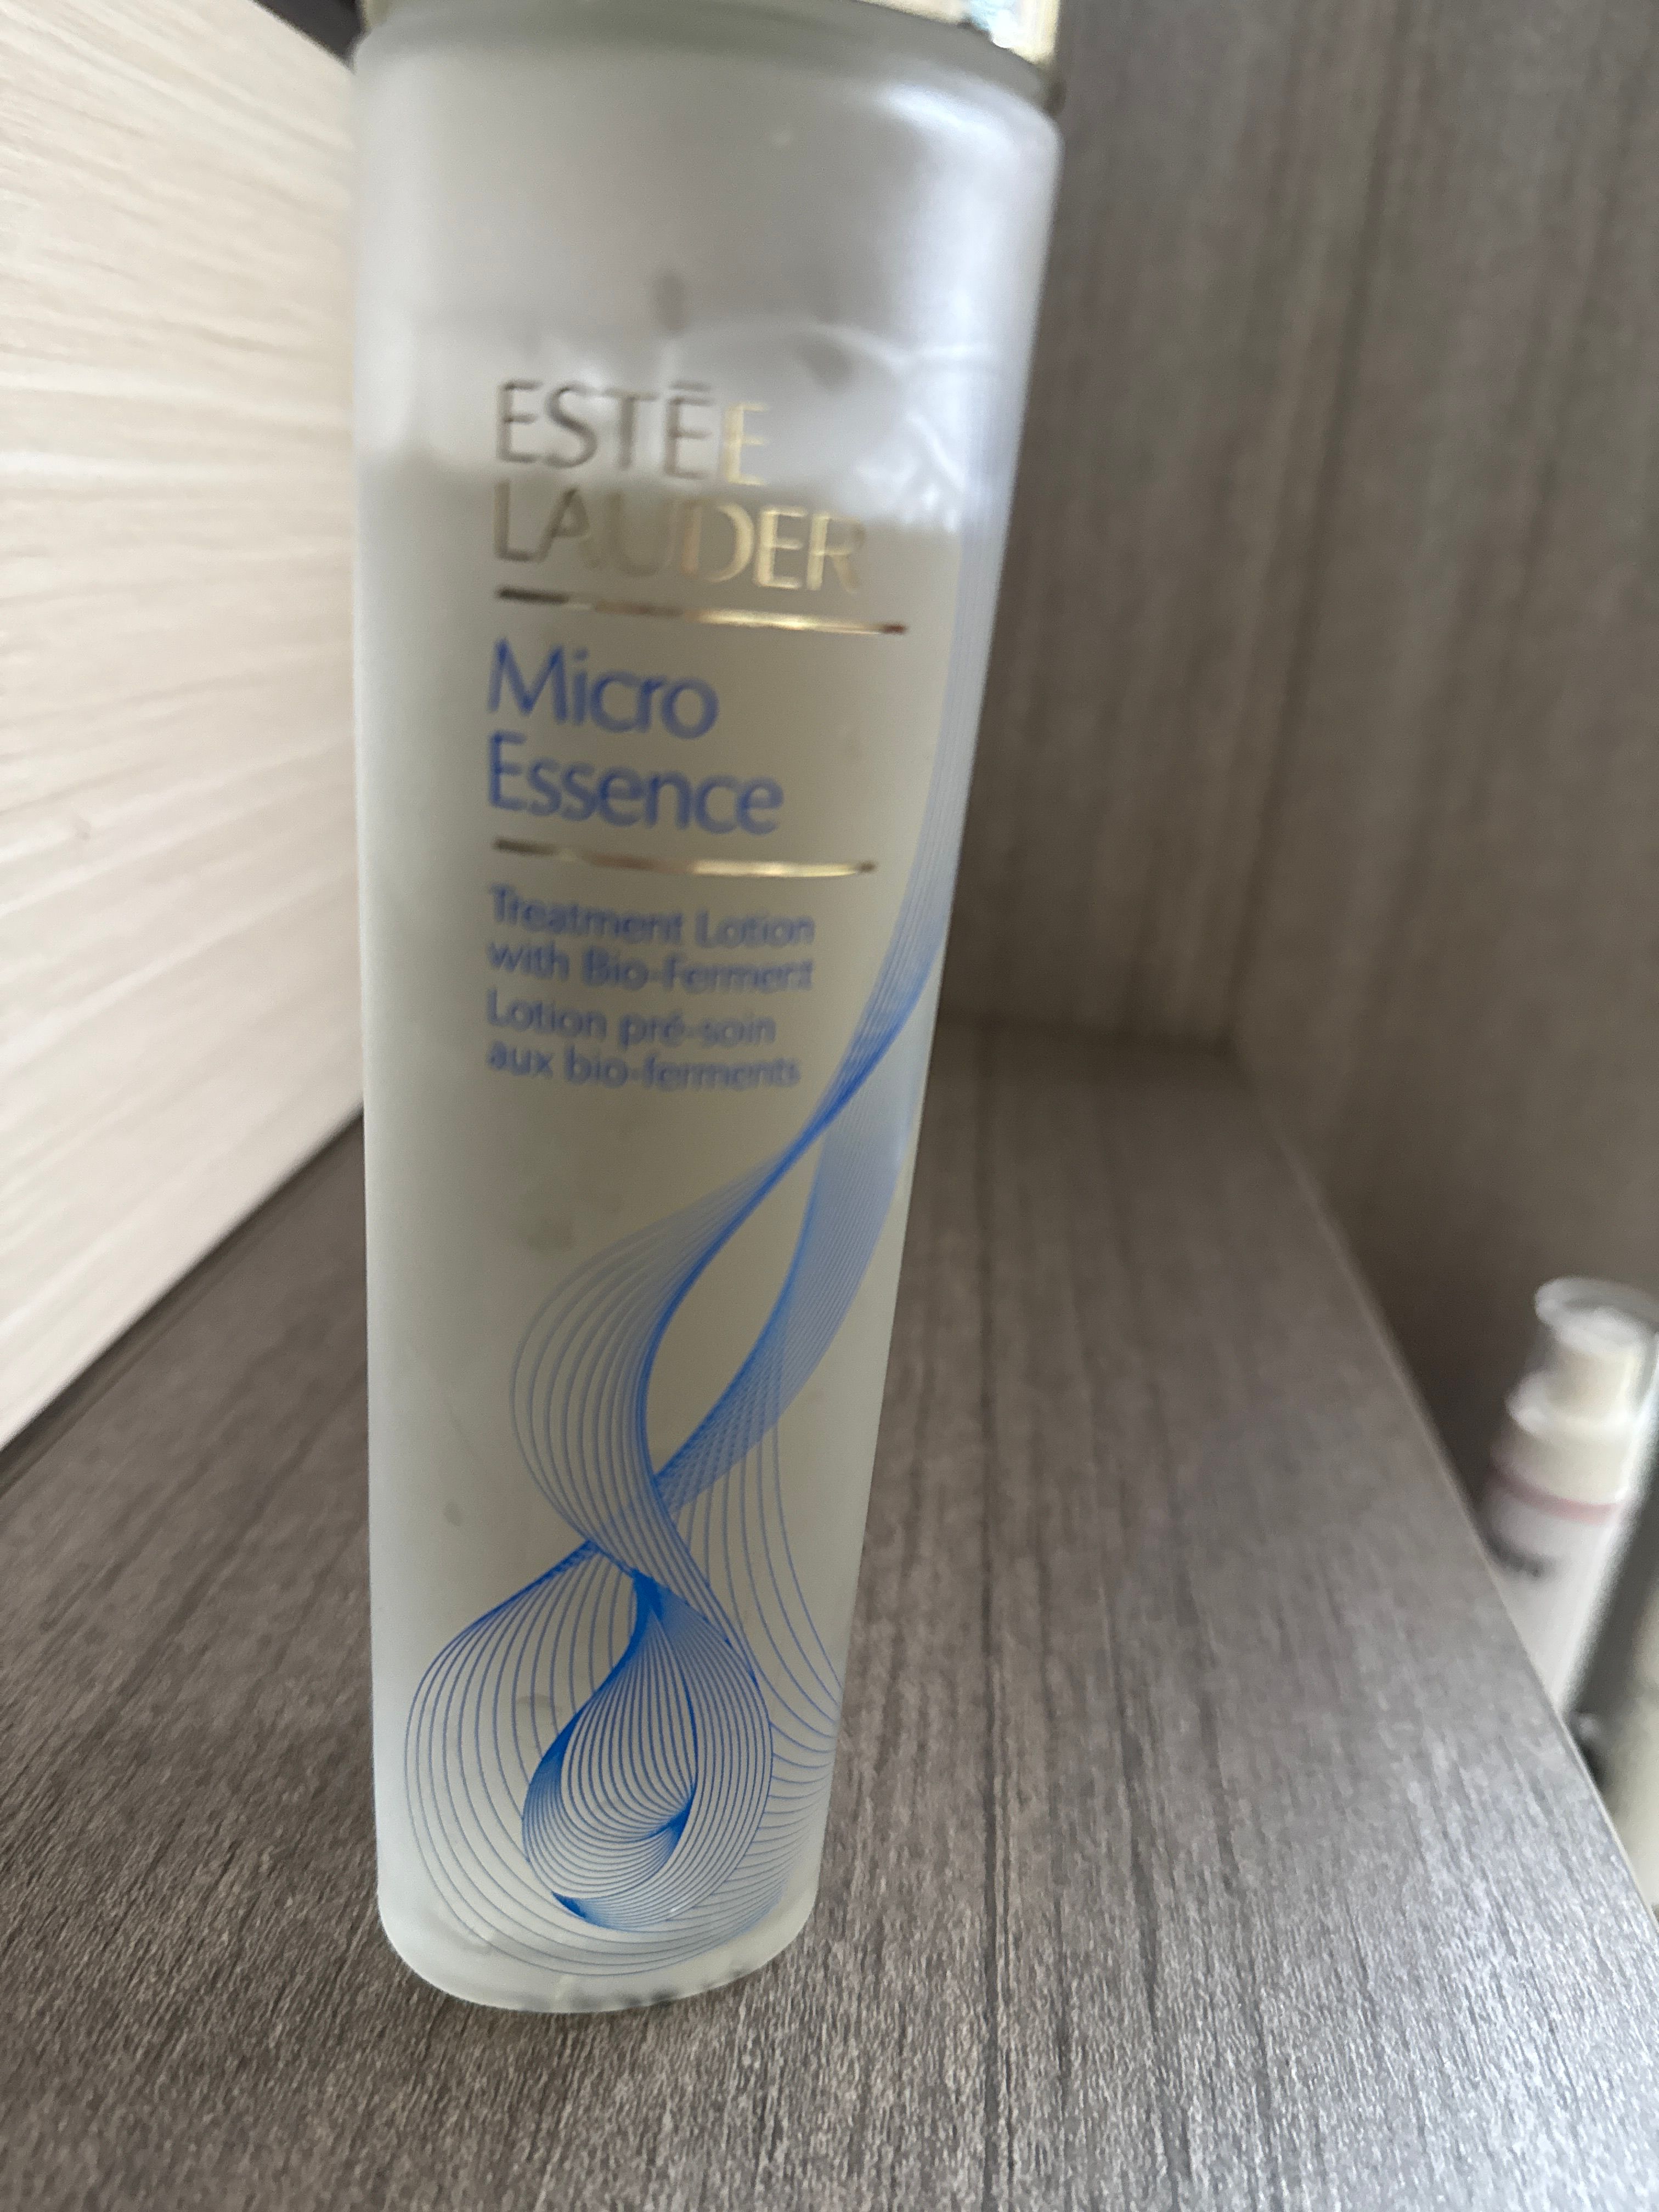 ESTĒE
LAUDER
Micro
Essence
Treatment Lotion
with Bio-Ferment
Lotion pré-soin
aux bio-ferments